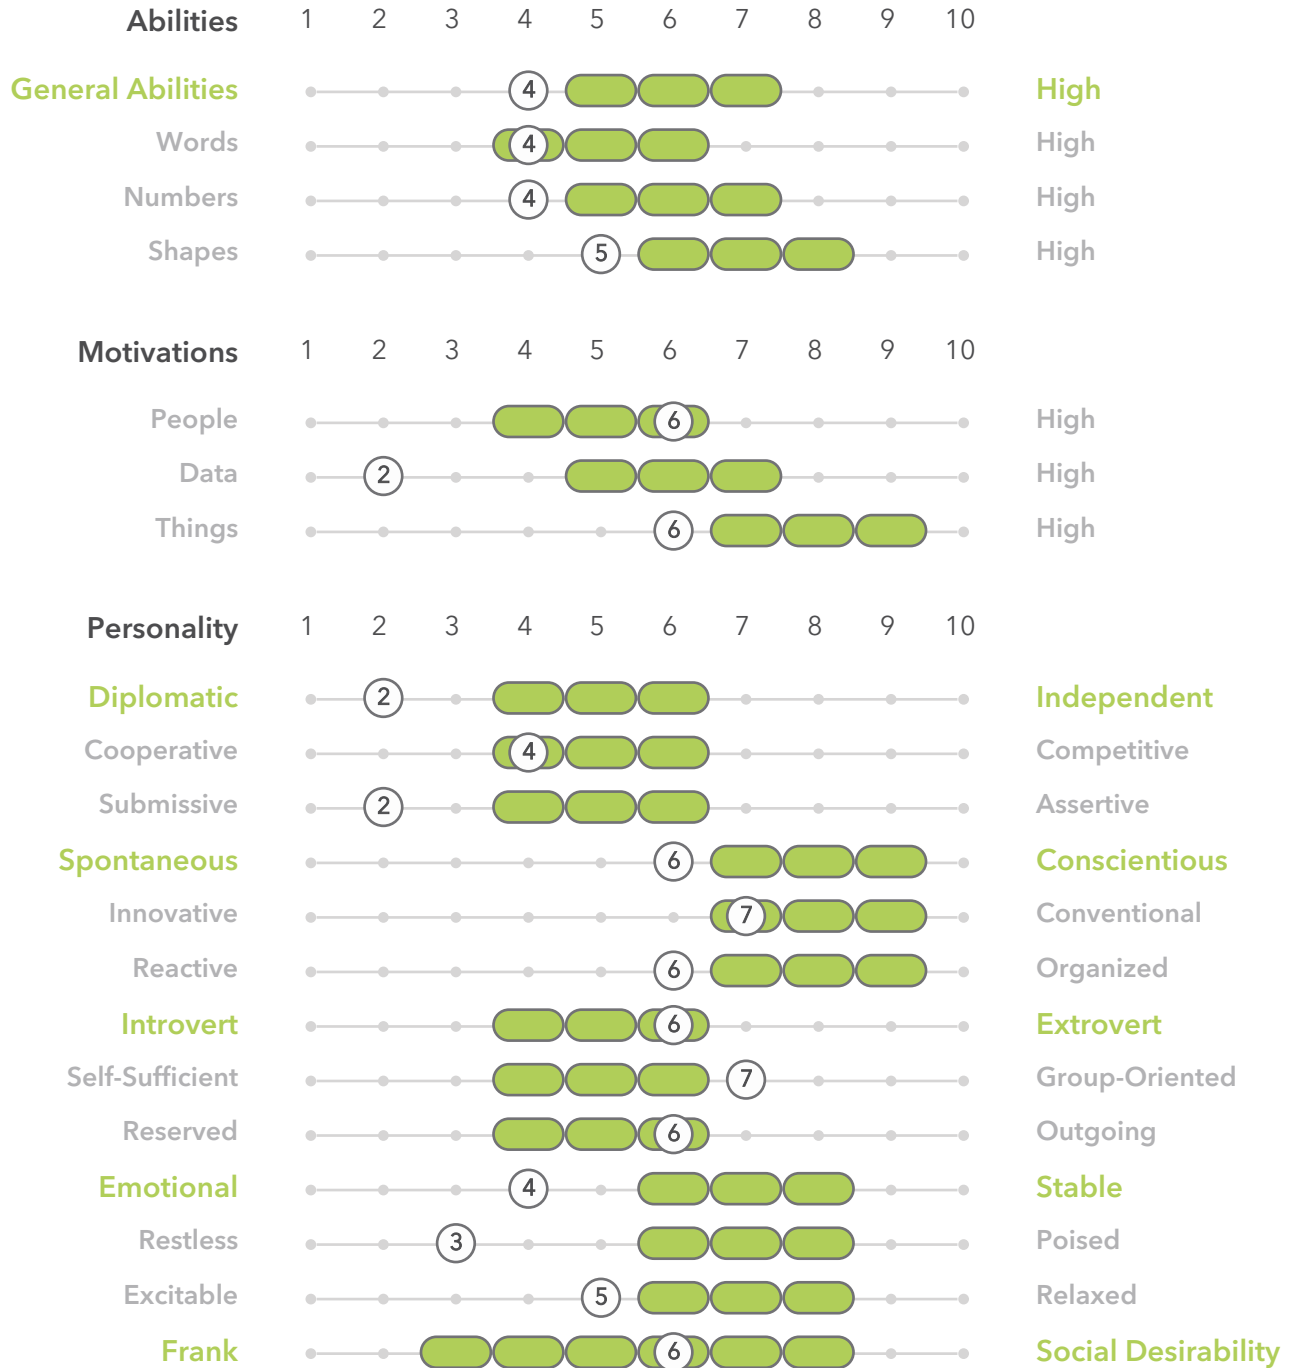 Abilities 1 2 3 4 5 6 7 8 9 10
General Abilities 4 High
Words 4 High
Numbers 4 High
Shapes 5 High
Motivations 1 2 3 4 5 6 7 8 9 10
People 6 High
Data 2 High
Things 6 High
Personality 1 2 3 4 5 6 7 8 9 10
Diplomatic 2 Independent
Cooperative 4 Competitive
Submissive 2 Assertive
Spontaneous 6 Conscientious
Innovative 7 Conventional
Reactive 6 Organized
Introvert 6 Extrovert
Self-Sufficient 7 Group-Oriented
Reserved 6 Outgoing
Emotional 4 Stable
Restless 3 Poised
Excitable 5 Relaxed
Frank 6 Social Desirability